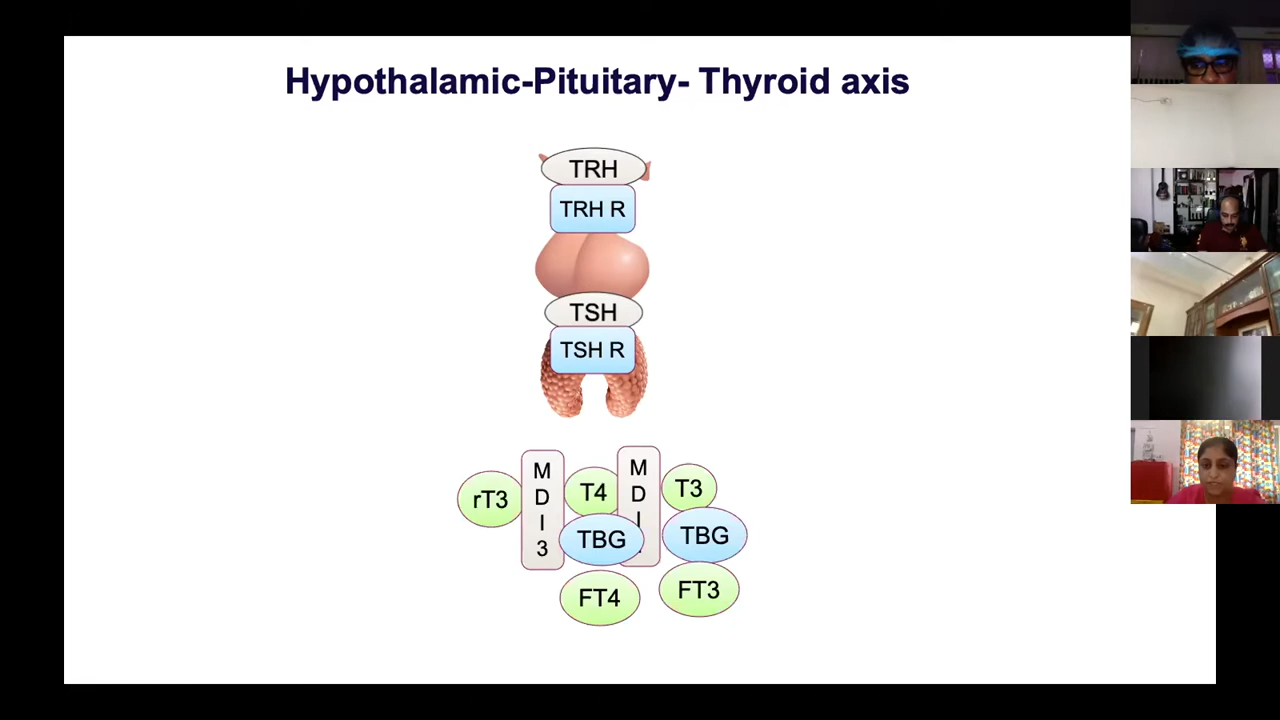 Hypothalamic-Pituitary- Thyroid axis
TRH
TRH R
TSH
TSH R
rT3
M
D
I
3
T4
TBG
FT4
M
D
I
T3
TBG
FT3